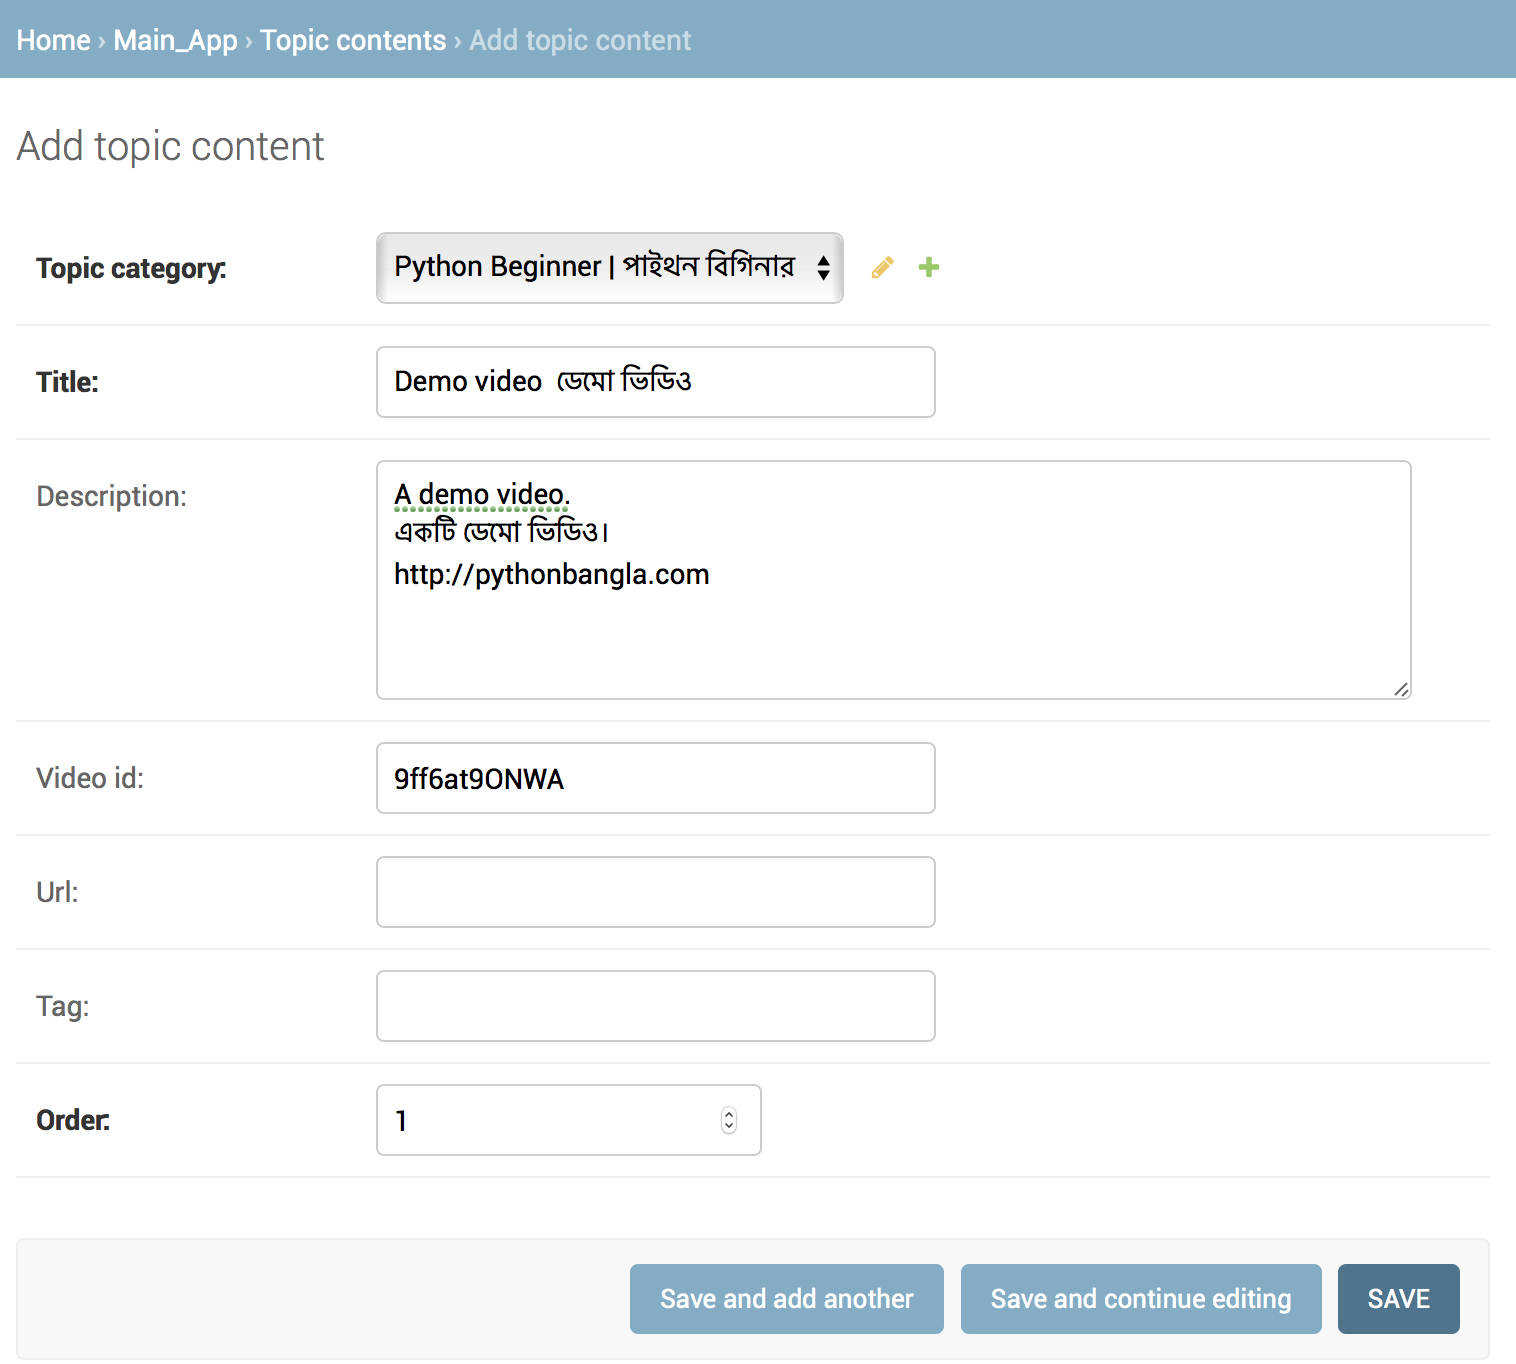 Home › Main_App › Topic contents › Add topic content
Add topic content
Topic category: Python Beginner | পাইথন বিগিনার
Title: Demo video  ডেমো ভিডিও
Description: A demo video.
একটি ডেমো ভিডিও।
http://pythonbangla.com
Video id: 9ff6at9ONWA
Url:
Tag:
Order: 1
Save and add another Save and continue editing SAVE